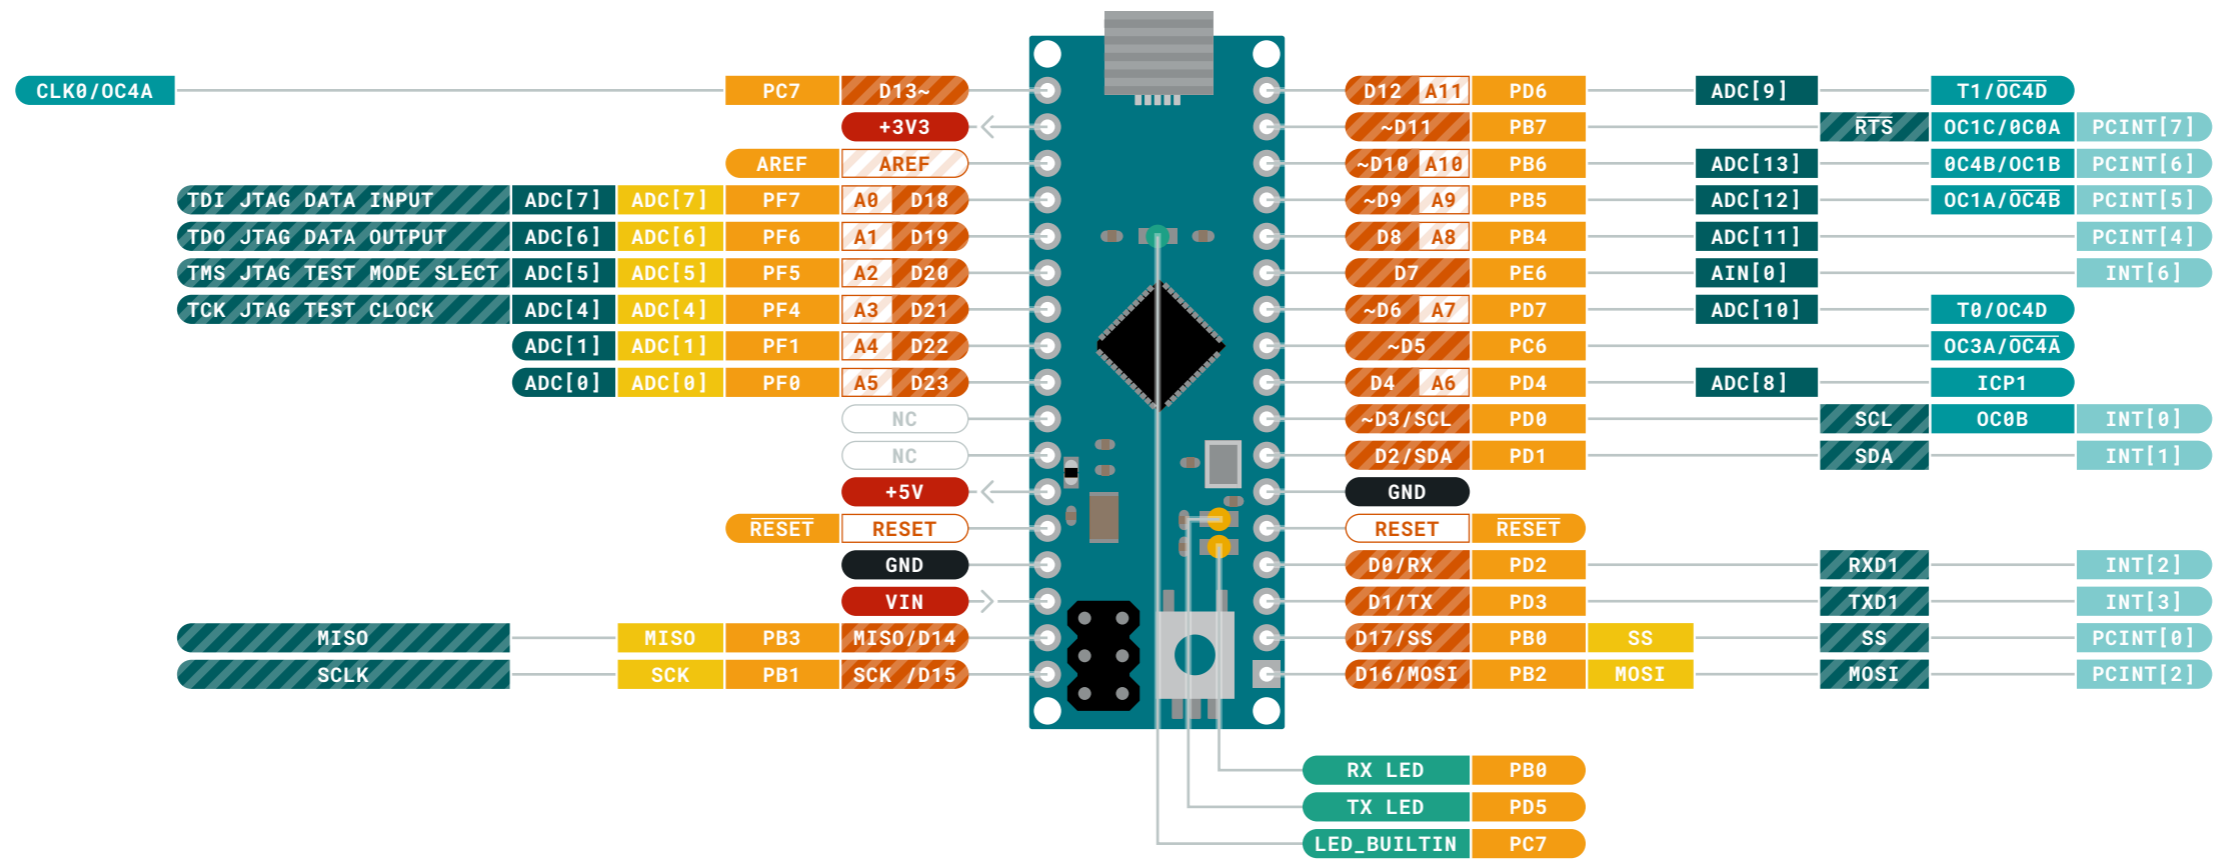 CLK0/OC4A PC7 D13~
+3V3
AREF AREF
TDI JTAG DATA INPUT ADC[7] ADC[7] PF7 A0 D18
TDO JTAG DATA OUTPUT ADC[6] ADC[6] PF6 A1 D19
TMS JTAG TEST MODE SLECT ADC[5] ADC[5] PF5 A2 D20
TCK JTAG TEST CLOCK ADC[4] ADC[4] PF4 A3 D21
ADC[1] ADC[1] PF1 A4 D22
ADC[0] ADC[0] PF0 A5 D23
NC
NC
+5V
RESET RESET
GND
VIN
MISO MISO PB3 MISO/D14
SCLK SCK PB1 SCK /D15
D12 A11 PD6 ADC[9] T1/OC4D
~D11 PB7 RTS OC1C/0C0A PCINT[7]
~D10 A10 PB6 ADC[13] 0C4B/OC1B PCINT[6]
~D9 A9 PB5 ADC[12] OC1A/OC4B PCINT[5]
D8 A8 PB4 ADC[11] PCINT[4]
D7 PE6 AIN[0] INT[6]
~D6 A7 PD7 ADC[10] T0/OC4D
~D5 PC6 OC3A/OC4A
D4 A6 PD4 ADC[8] ICP1
~D3/SCL PD0 SCL OC0B INT[0]
D2/SDA PD1 SDA INT[1]
GND
RESET RESET
D0/RX PD2 RXD1 INT[2]
D1/TX PD3 TXD1 INT[3]
D17/SS PB0 SS SS PCINT[0]
D16/MOSI PB2 MOSI MOSI PCINT[2]
RX LED PB0
TX LED PD5
LED_BUILTIN PC7